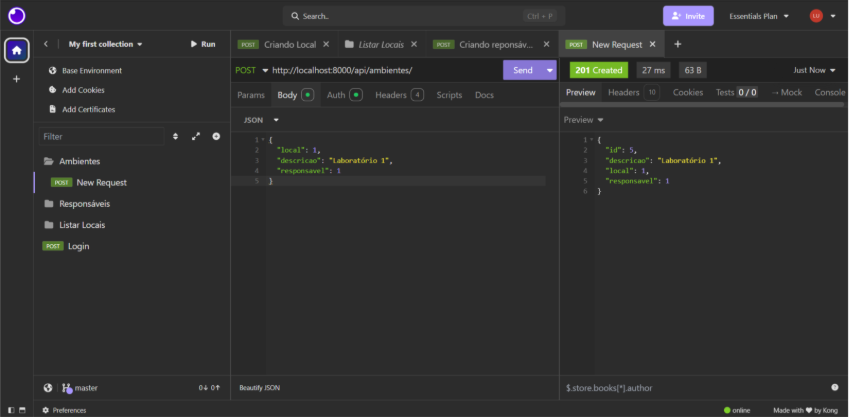 Search..
Ctrl + P
Invite
Essentials Plan
LU
My first collection
Run
POST Criando Local
Listar Locais
POST Criando reponsáv...
POST New Request
Base Environment
Add Cookies
Add Certificates
POST http://localhost:8000/api/ambientes/
Send
201 Created
27 ms
63 B
Just Now
Params
Body
Auth
Headers 4
Scripts
Docs
Preview
Headers 10
Cookies
Tests 0 / 0
→ Mock
Console
Filter
JSON
Preview
Ambientes
POST New Request
Responsáveis
Listar Locais
POST Login
1 {
2 "local": 1,
3 "descricao": "Laboratório 1",
4 "responsavel": 1
5 }
1 {
2 "id": 5,
3 "descricao": "Laboratório 1",
4 "local": 1,
5 "responsavel": 1
6 }
master
0↓ 0↑
Beautify JSON
$.store.books[*].author
Preferences
online
Made with ♥ by Kong